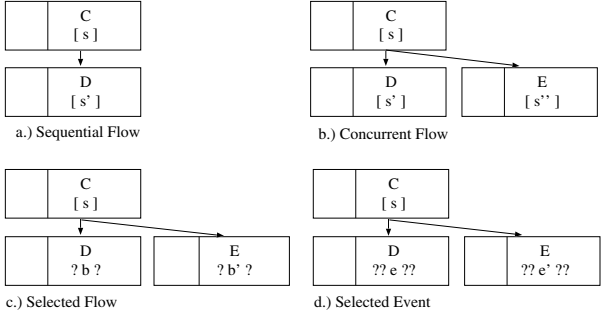 C
[ s ]
D
[ s' ]
a.) Sequential Flow
C
[ s ]
D
[ s' ]
E
[ s'' ]
b.) Concurrent Flow
C
[ s ]
D
? b ?
E
? b' ?
c.) Selected Flow
C
[ s ]
D
?? e ??
E
?? e' ??
d.) Selected Event